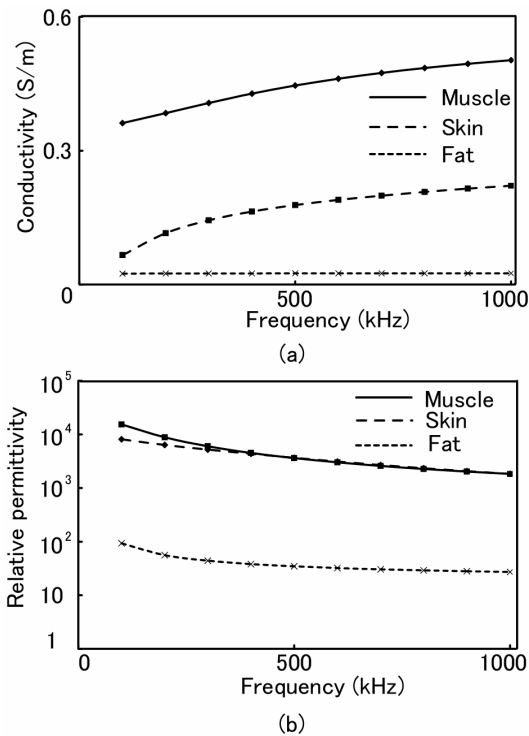 0.6
0.3
0
Conductivity (S/m)
Muscle
Skin
Fat
500
1000
Frequency (kHz)
(a)
10^5
10^4
10^3
10^2
10
1
Relative permittivity
Muscle
Skin
Fat
0
500
1000
Frequency (kHz)
(b)